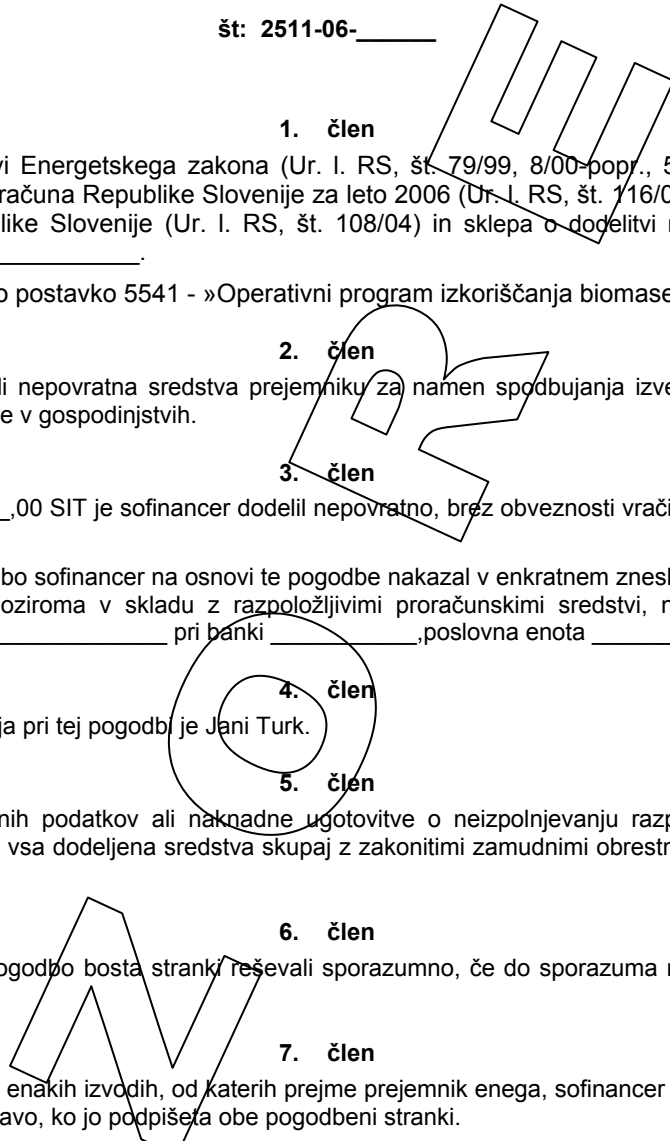 št: 2511-06-______
1. člen
vi Energetskega zakona (Ur. l. RS, št. 79/99, 8/00-popr., 5
računa Republike Slovenije za leto 2006 (Ur. l. RS, št. 116/0
like Slovenije (Ur. l. RS, št. 108/04) in sklepa o dodelitvi
___________.
o postavko 5541 - »Operativni program izkoriščanja biomase
2. člen
li nepovratna sredstva prejemniku za namen spodbujanja izve
e v gospodinjstvih.
3. člen
_,00 SIT je sofinancer dodelil nepovratno, brez obveznosti vrači
bo sofinancer na osnovi te pogodbe nakazal v enkratnem znesk
oziroma v skladu z razpoložljivimi proračunskimi sredstvi, n
______________ pri banki ____________,poslovna enota ______
4. člen
ja pri tej pogodbi je Jani Turk.
5. člen
nih podatkov ali naknadne ugotovitve o neizpolnjevanju razp
vsa dodeljena sredstva skupaj z zakonitimi zamudnimi obrestn
6. člen
ogodbo bosta stranki reševali sporazumno, če do sporazuma
7. člen
enakih izvodih, od katerih prejme prejemnik enega, sofinancer
avo, ko jo podpišeta obe pogodbeni stranki.
N
O
R
E